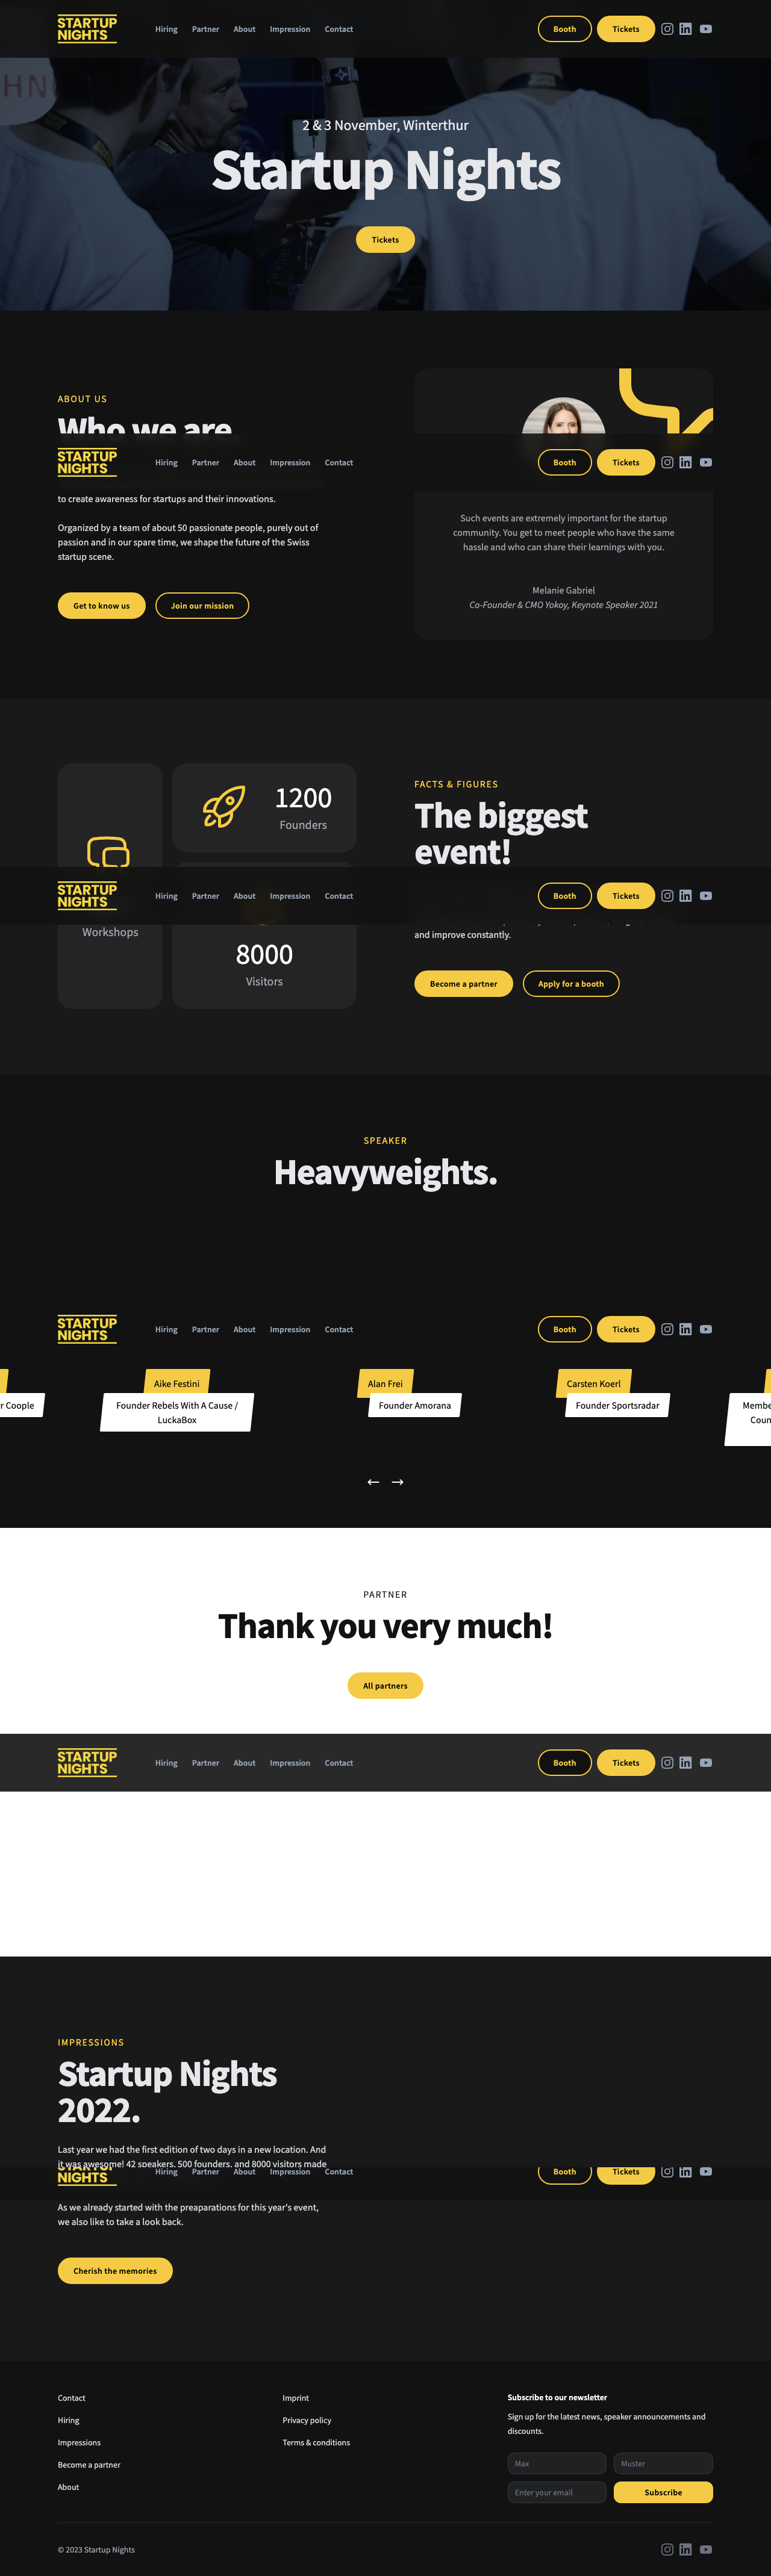 STARTUP
NIGHTS
Hiring
Partner
About
Impression
Contact
Booth
Tickets
HN
2 & 3 November, Winterthur
Startup Nights
Tickets
ABOUT US
Who we are.
STARTUP
NIGHTS
Hiring
Partner
About
Impression
Contact
Booth
Tickets
to create awareness for startups and their innovations.
Organized by a team of about 50 passionate people, purely out of
passion and in our spare time, we shape the future of the Swiss
startup scene.
Get to know us
Join our mission
Such events are extremely important for the startup
community. You get to meet people who have the same
hassle and who can share their learnings with you.
Melanie Gabriel
Co-Founder & CMO Yokoy, Keynote Speaker 2021
1200
Founders
FACTS & FIGURES
The biggest
event!
STARTUP
NIGHTS
Hiring
Partner
About
Impression
Contact
Booth
Tickets
Workshops
8000
Visitors
and improve constantly.
Become a partner
Apply for a booth
SPEAKER
Heavyweights.
STARTUP
NIGHTS
Hiring
Partner
About
Impression
Contact
Booth
Tickets
r Coople
Aike Festini
Founder Rebels With A Cause /
LuckaBox
Alan Frei
Founder Amorana
Carsten Koerl
Founder Sportsradar
Membe
Coun
PARTNER
Thank you very much!
All partners
STARTUP
NIGHTS
Hiring
Partner
About
Impression
Contact
Booth
Tickets
IMPRESSIONS
Startup Nights
2022.
Last year we had the first edition of two days in a new location. And
it was awesome! 42 speakers, 500 founders, and 8000 visitors made
NIGHTS
Hiring
Partner
About
Impression
Contact
Booth
Tickets
As we already started with the preaparations for this year's event,
we also like to take a look back.
Cherish the memories
Contact
Hiring
Impressions
Become a partner
About
Imprint
Privacy policy
Terms & conditions
Subscribe to our newsletter
Sign up for the latest news, speaker announcements and
discounts.
Max
Muster
Enter your email
Subscribe
© 2023 Startup Nights